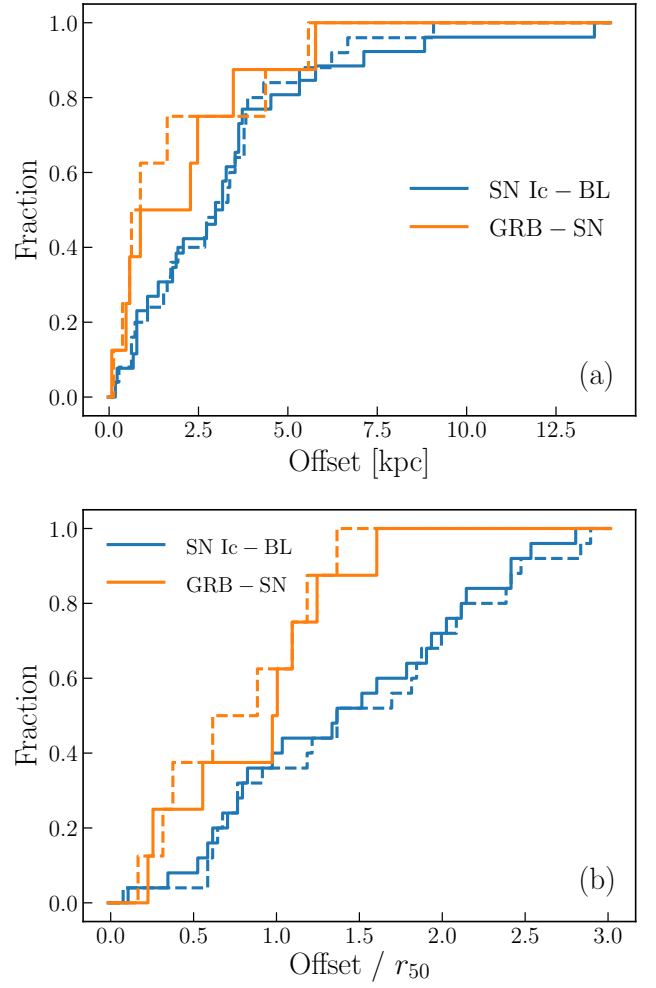 1.0
0.8
0.6
0.4
0.2
0.0
Fraction
SN Ic – BL
GRB – SN
(a)
0.0 2.5 5.0 7.5 10.0 12.5
Offset [kpc]
1.0
0.8
0.6
0.4
0.2
0.0
Fraction
SN Ic – BL
GRB – SN
(b)
0.0 0.5 1.0 1.5 2.0 2.5 3.0
Offset / r₅₀